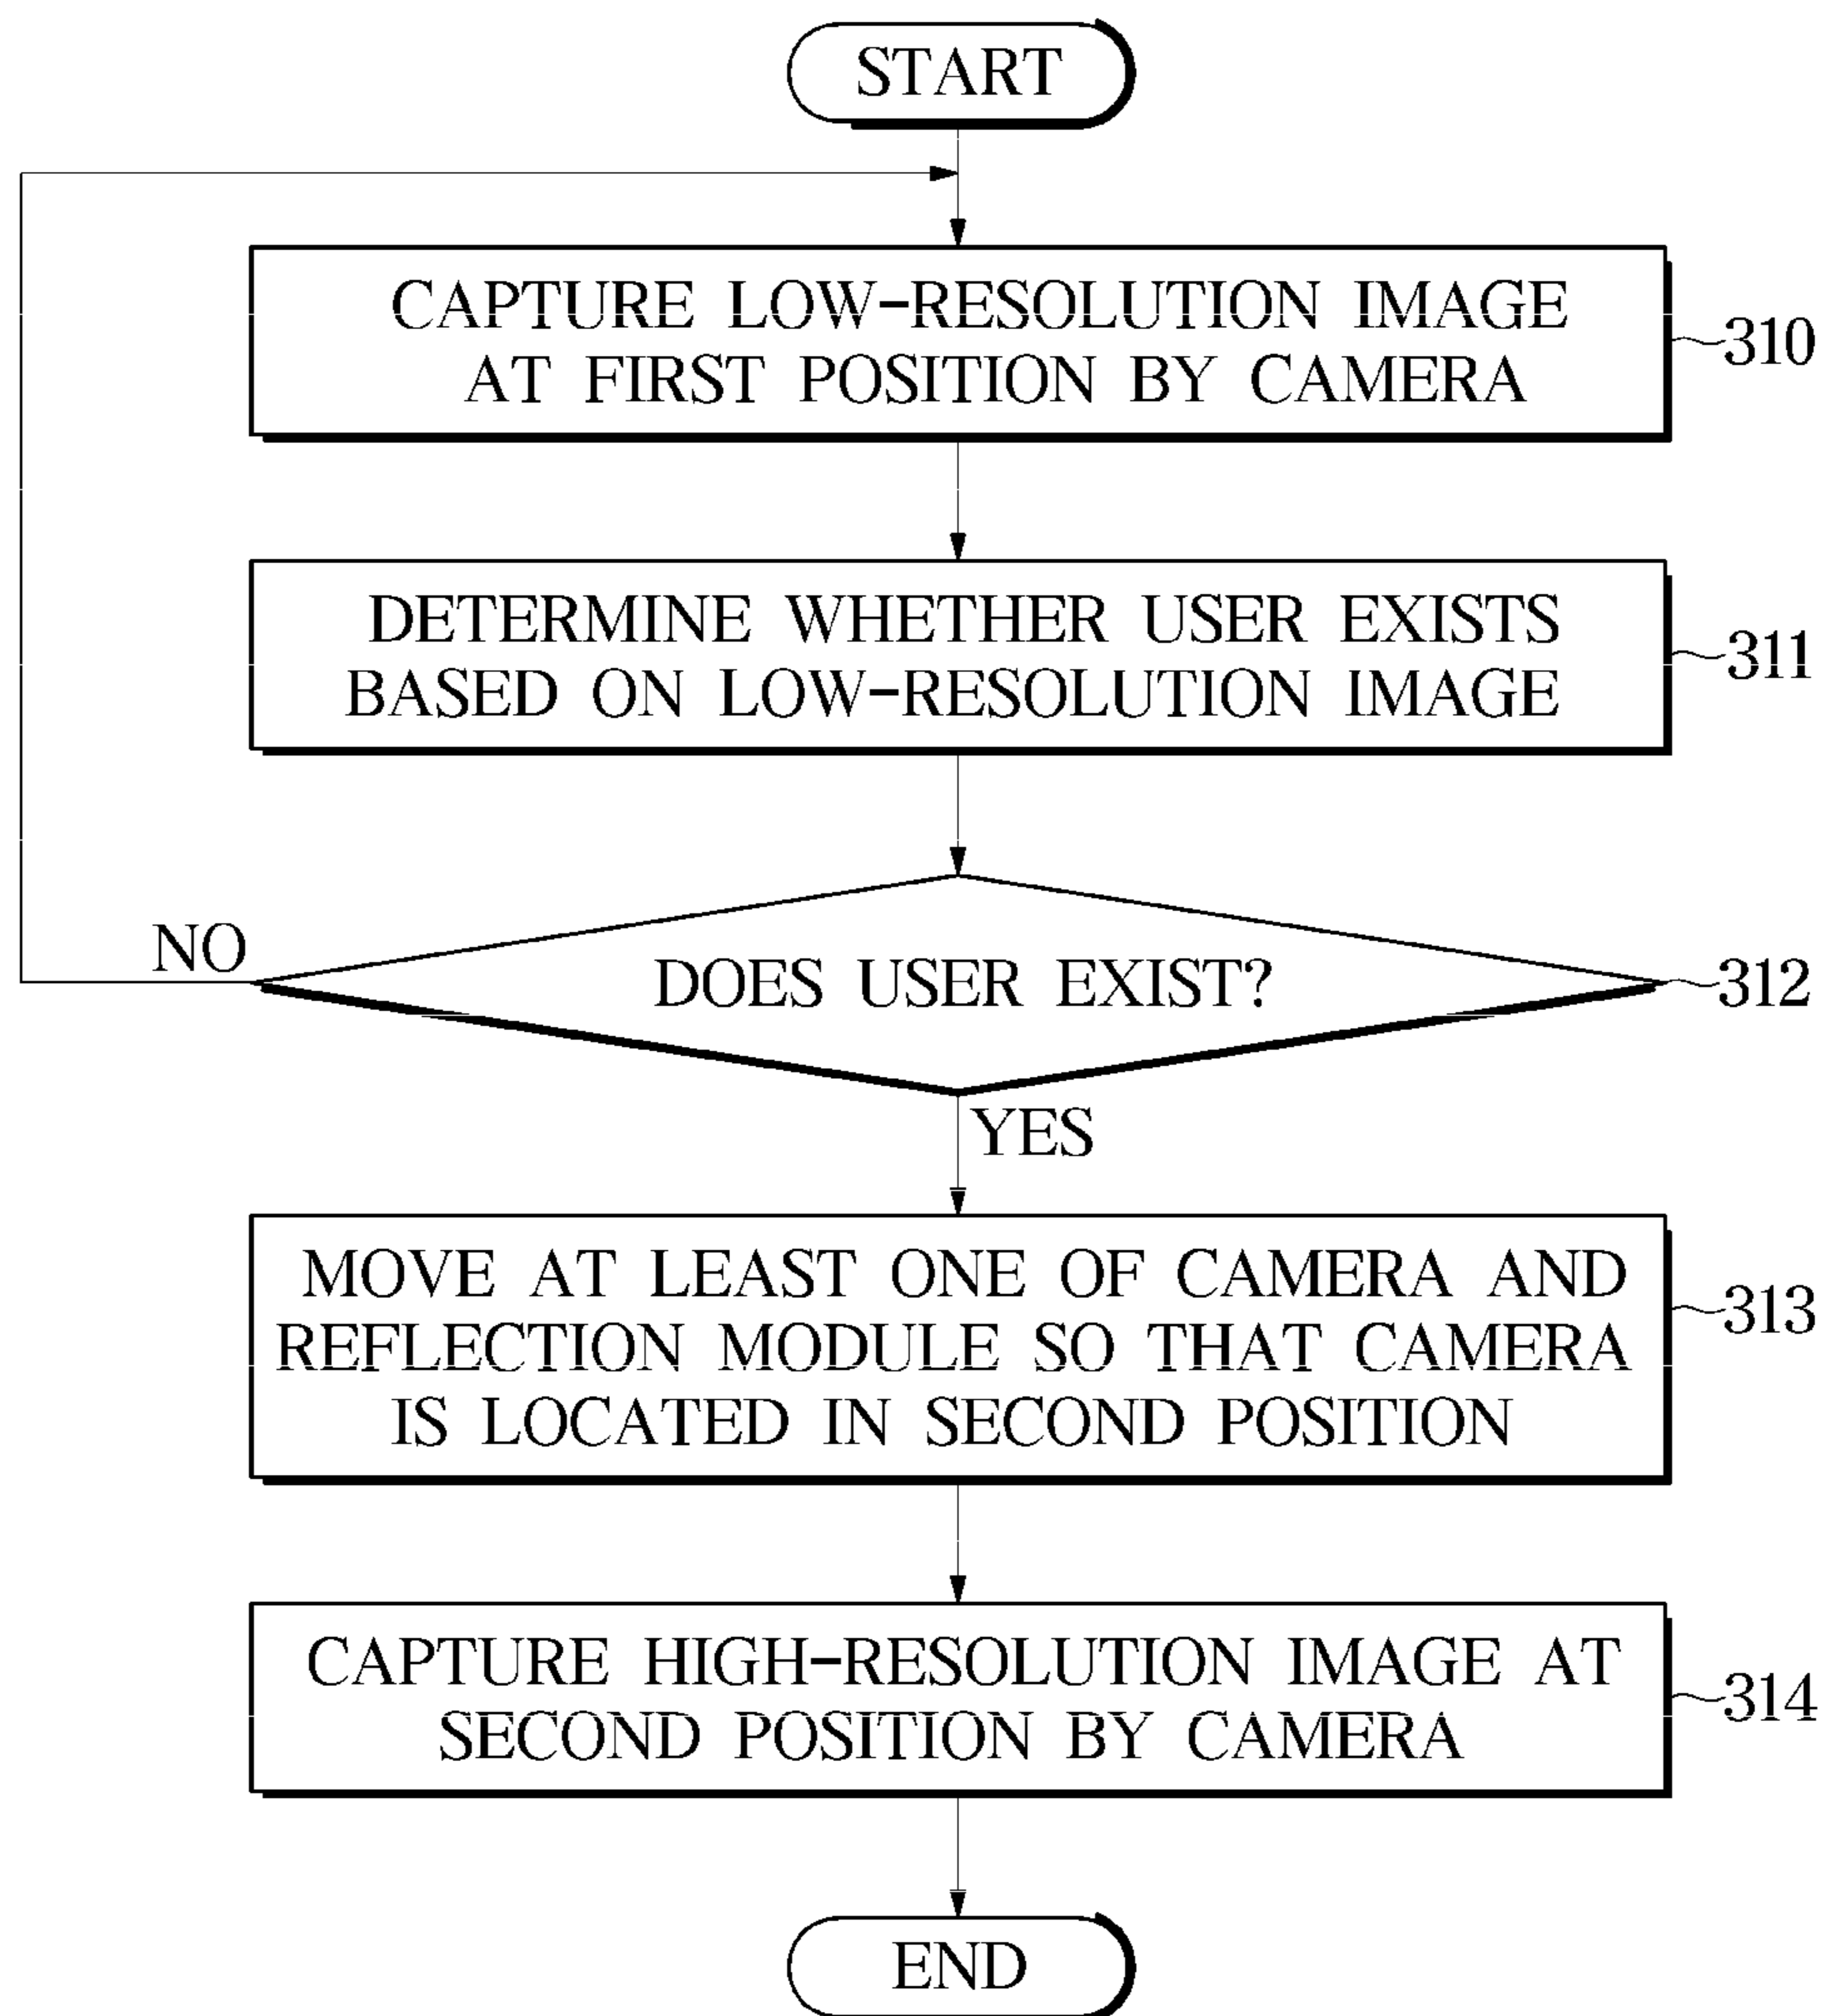 START
CAPTURE LOW-RESOLUTION IMAGE
AT FIRST POSITION BY CAMERA
310
DETERMINE WHETHER USER EXISTS
BASED ON LOW-RESOLUTION IMAGE
311
NO
DOES USER EXIST?
312
YES
MOVE AT LEAST ONE OF CAMERA AND
REFLECTION MODULE SO THAT CAMERA
IS LOCATED IN SECOND POSITION
313
CAPTURE HIGH-RESOLUTION IMAGE AT
SECOND POSITION BY CAMERA
314
END